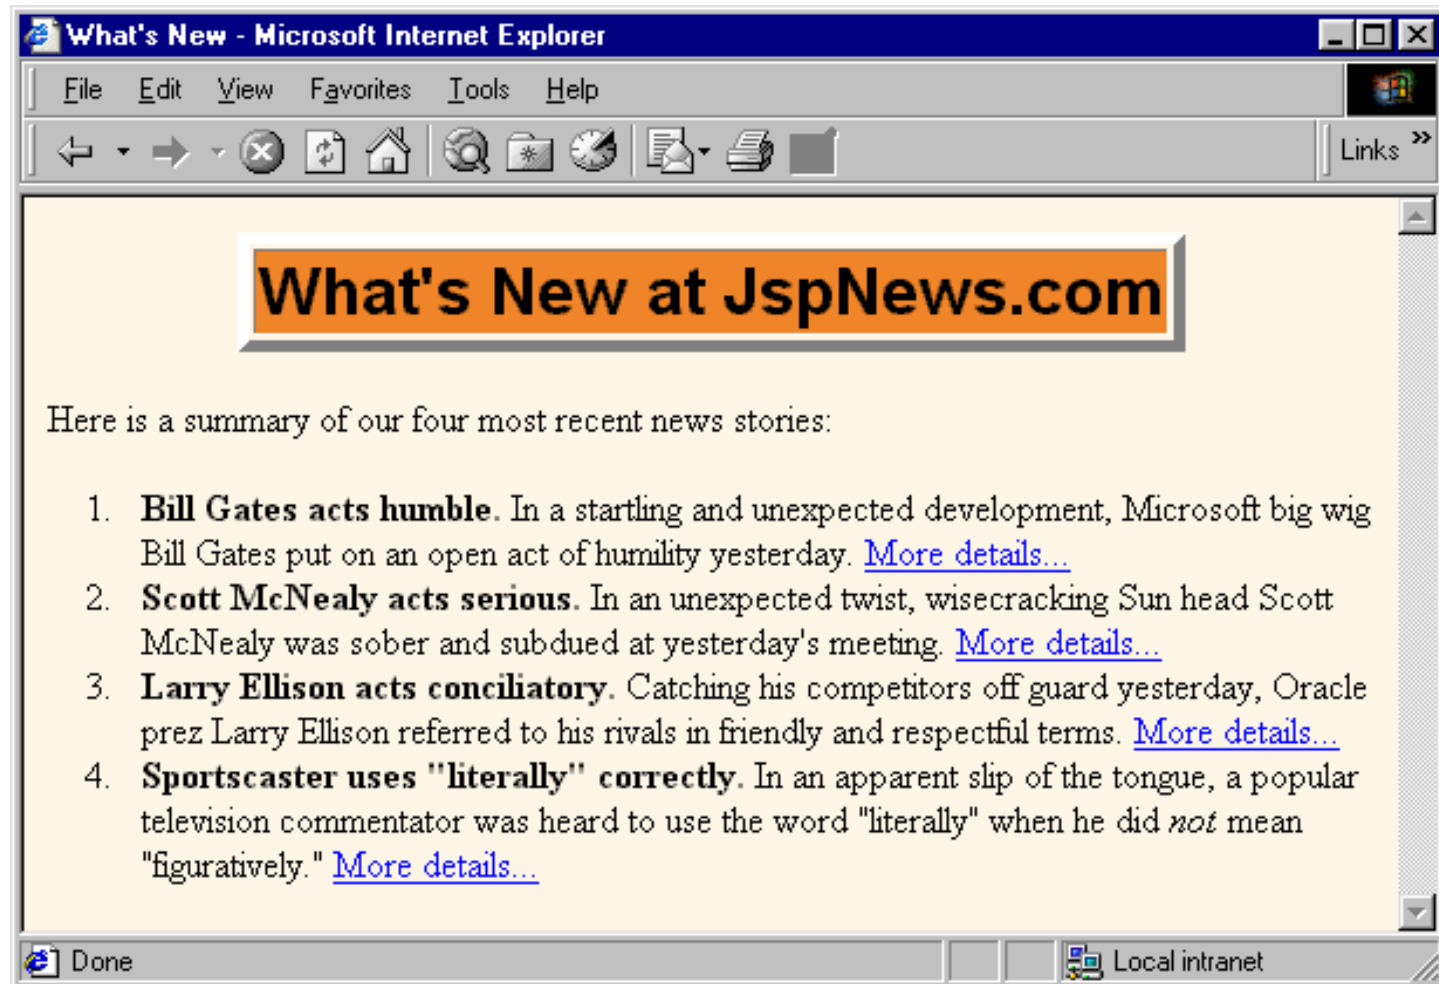 What's New - Microsoft Internet Explorer
File Edit View Favorites Tools Help
Links »
What's New at JspNews.com
Here is a summary of our four most recent news stories:
1. Bill Gates acts humble. In a startling and unexpected development, Microsoft big wig
Bill Gates put on an open act of humility yesterday. More details...
2. Scott McNealy acts serious. In an unexpected twist, wisecracking Sun head Scott
McNealy was sober and subdued at yesterday's meeting. More details...
3. Larry Ellison acts conciliatory. Catching his competitors off guard yesterday, Oracle
prez Larry Ellison referred to his rivals in friendly and respectful terms. More details...
4. Sportscaster uses "literally" correctly. In an apparent slip of the tongue, a popular
television commentator was heard to use the word "literally" when he did not mean
"figuratively." More details...
Done Local intranet